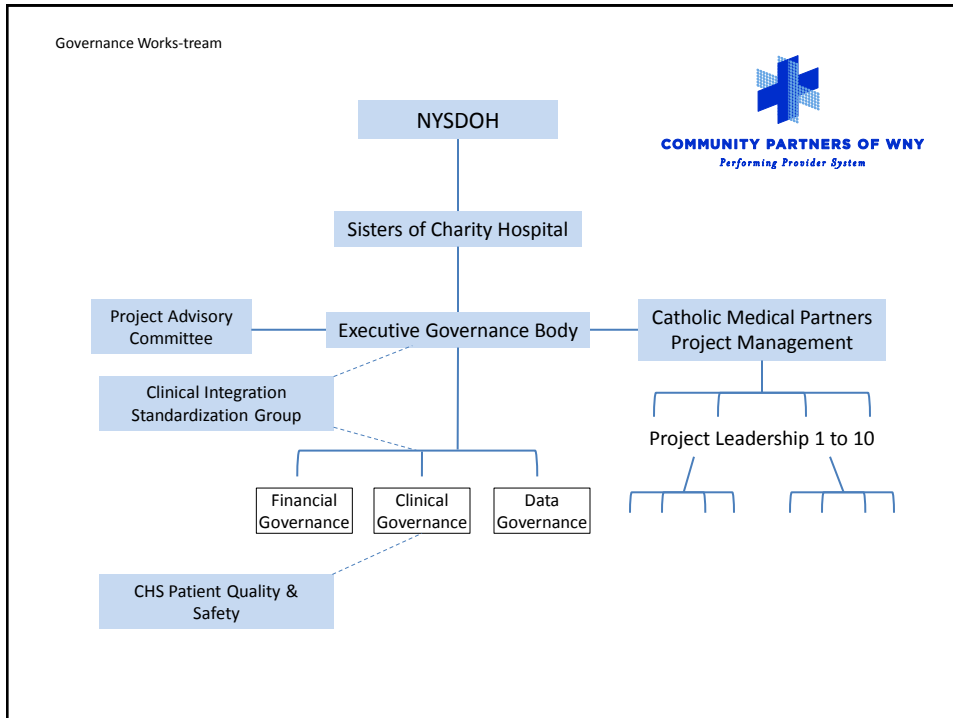 Governance Works-tream
COMMUNITY PARTNERS OF WNY
Performing Provider System
NYSDOH
Sisters of Charity Hospital
Project Advisory
Committee
Executive Governance Body
Catholic Medical Partners
Project Management
Clinical Integration
Standardization Group
Project Leadership 1 to 10
Financial
Governance
Clinical
Governance
Data
Governance
CHS Patient Quality &
Safety